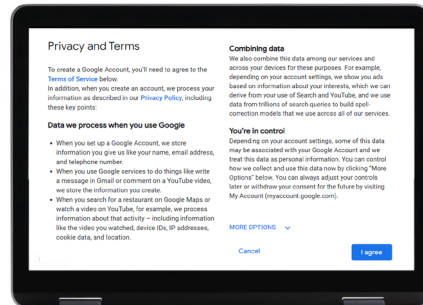 Privacy and Terms
To create a Google Account, you'll need to agree to the
Terms of Service below.
In addition, when you create an account, we process your
information as described in our Privacy Policy, including
these key points:
Data we process when you use Google
• When you set up a Google Account, we store
information you give us like your name, email address,
and telephone number.
• When you use Google services to do things like write
a message in Gmail or comment on a YouTube video,
we store the information you create.
• When you search for a restaurant on Google Maps or
watch a video on YouTube, for example, we process
information about that activity – including information
like the video you watched, device IDs, IP addresses,
cookie data, and location.
Combining data
We also combine this data among our services and
across your devices for these purposes. For example,
depending on your account settings, we show you ads
based on information about your interests, which we can
derive from your use of Search and YouTube, and we use
data from trillions of search queries to build spell-
correction models that we use across all of our services.
You're in control
Depending on your account settings, some of this data
may be associated with your Google Account and we
treat this data as personal information. You can control
how we collect and use this data now by clicking "More
Options" below. You can always adjust your controls
later or withdraw your consent for the future by visiting
My Account (myaccount.google.com).
MORE OPTIONS
Cancel
I agree